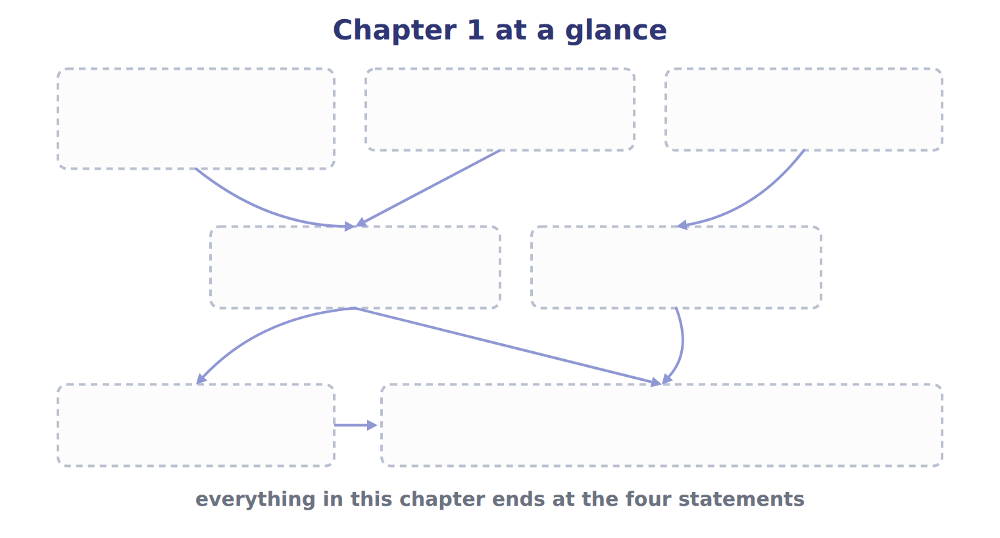 Chapter 1 at a glance
everything in this chapter ends at the four statements